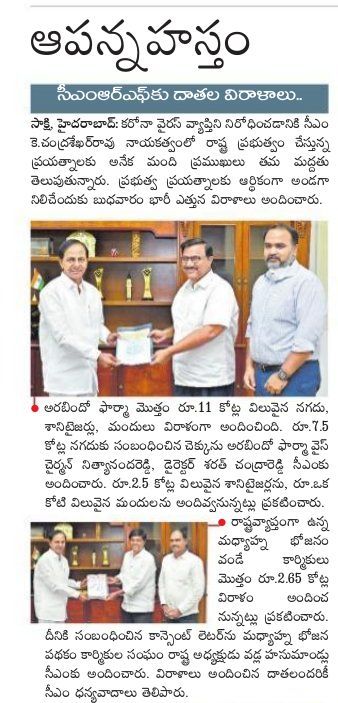 ఆపన్నహస్తం
సీఎంఆర్ఎఫ్‌కు దాతల విరాళాలు..
సాక్షి, హైదరాబాద్: కరోనా వైరస్ వ్యాప్తిని నిరోధించడానికి సీఎం
కె.చంద్రశేఖర్‌రావు నాయకత్వంలో రాష్ట్ర ప్రభుత్వం చేస్తున్న
ప్రయత్నాలకు అనేక మంది ప్రముఖులు తమ మద్దతు
తెలుపుతున్నారు. ప్రభుత్వ ప్రయత్నాలకు ఆర్థికంగా అండగా
నిలిచేందుకు బుధవారం భారీ ఎత్తున విరాళాలు అందించారు.
● అరబిందో ఫార్మా మొత్తం రూ.11 కోట్ల విలువైన నగదు,
శానిటైజర్లు, మందులు విరాళంగా అందించింది. రూ.7.5
కోట్ల నగదుకు సంబంధించిన చెక్కును అరబిందో ఫార్మా వైస్
చైర్మన్ నిత్యానందరెడ్డి, డైరెక్టర్ శరత్ చంద్రారెడ్డి సీఎంకు
అందించారు. రూ.2.5 కోట్ల విలువైన శానిటైజర్లను, రూ.ఒక
కోటి విలువైన మందులను అందివ్వనున్నట్లు ప్రకటించారు.
● రాష్ట్రవ్యాప్తంగా ఉన్న
మధ్యాహ్న భోజనం
వండే కార్మికులు
మొత్తం రూ.2.65 కోట్ల
విరాళం అందించ
నున్నట్లు ప్రకటించారు.
దీనికి సంబంధించిన కాన్సెంట్ లెటర్‌ను మధ్యాహ్న భోజన
పథకం కార్మికుల సంఘం రాష్ట్ర అధ్యక్షుడు వడ్ల హనుమాండ్లు
సీఎంకు అందించారు. విరాళాలు అందించిన దాతలందరికీ
సీఎం ధన్యవాదాలు తెలిపారు.